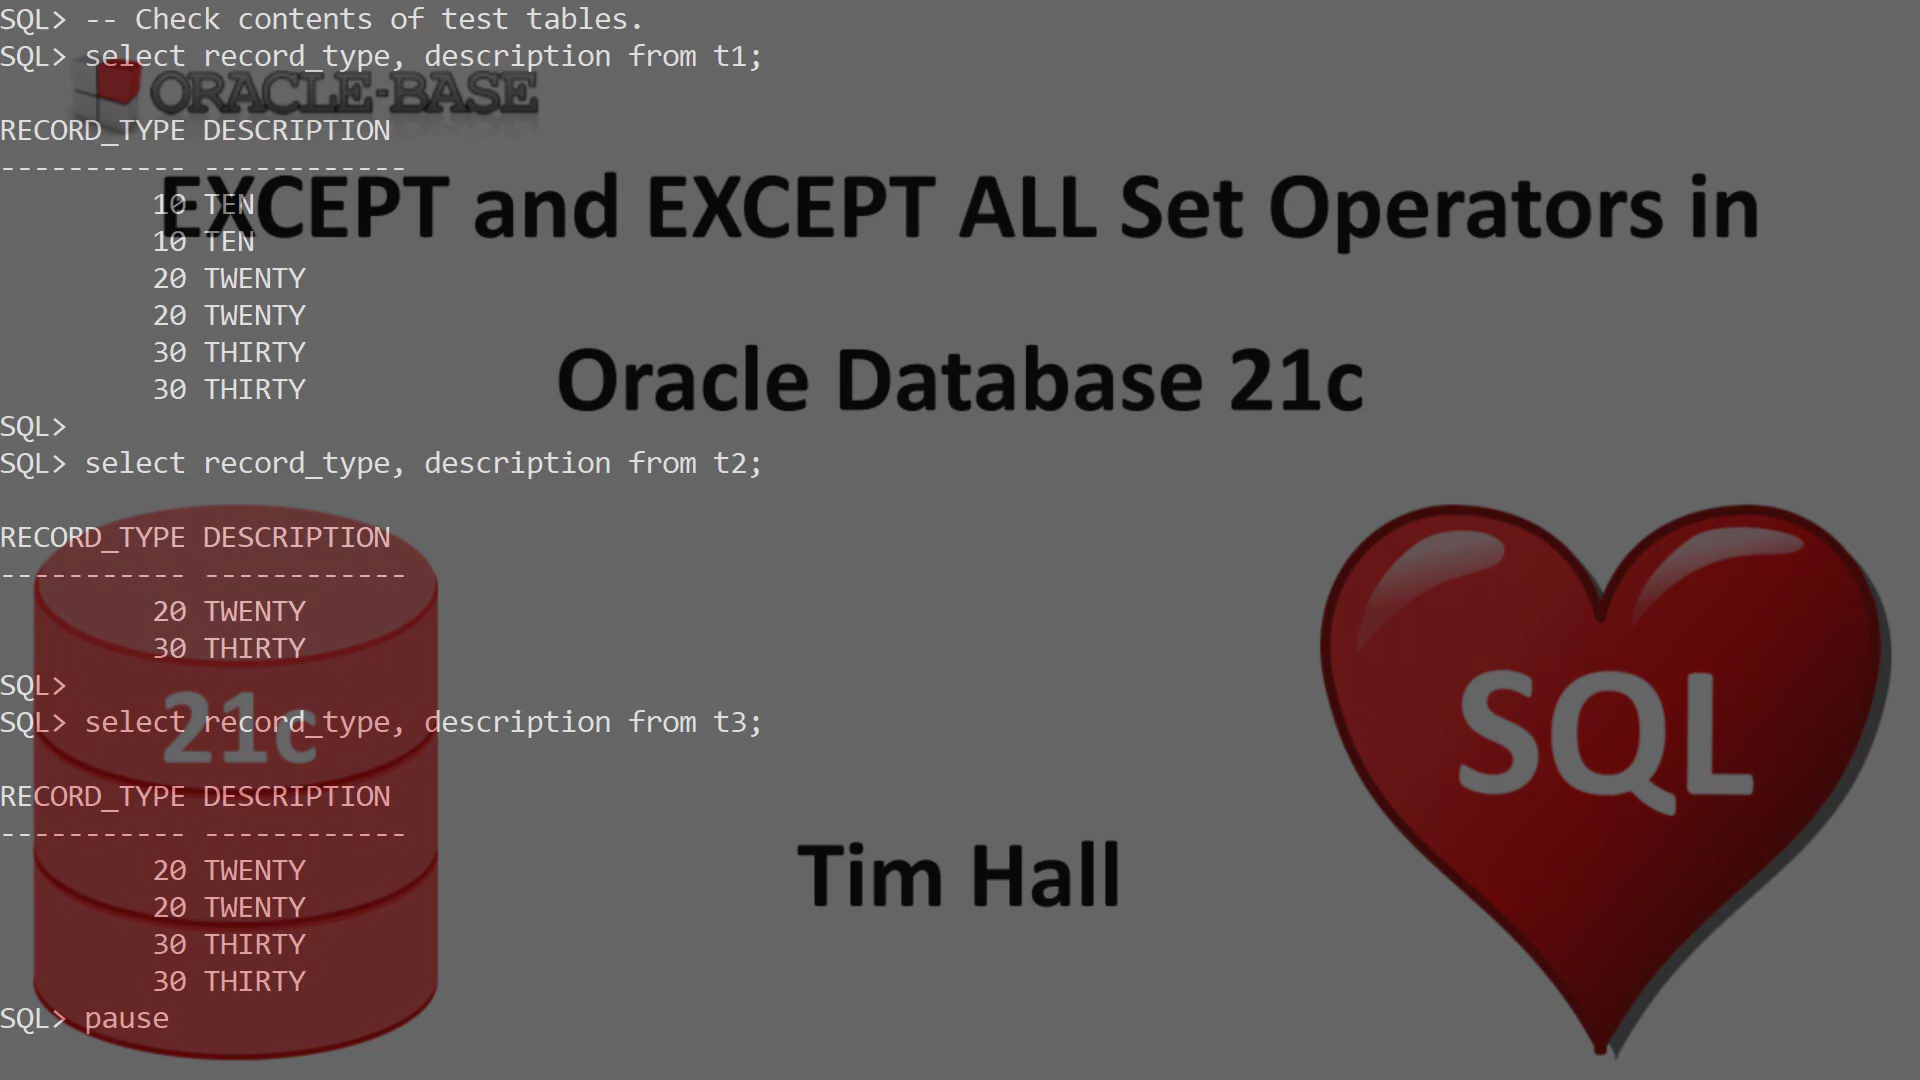 SQL> -- Check contents of test tables.
SQL> select record_type, description from t1;
ORACLE-BASE
RECORD_TYPE DESCRIPTION
----------- ------------
10 TEN
10 TEN
20 TWENTY
20 TWENTY
30 THIRTY
30 THIRTY
SQL>
SQL> select record_type, description from t2;
RECORD_TYPE DESCRIPTION
----------- ------------
20 TWENTY
30 THIRTY
SQL>
SQL> select record_type, description from t3;
RECORD_TYPE DESCRIPTION
----------- ------------
20 TWENTY
20 TWENTY
30 THIRTY
30 THIRTY
SQL> pause
EXCEPT and EXCEPT ALL Set Operators in
Oracle Database 21c
21c
SQL
Tim Hall